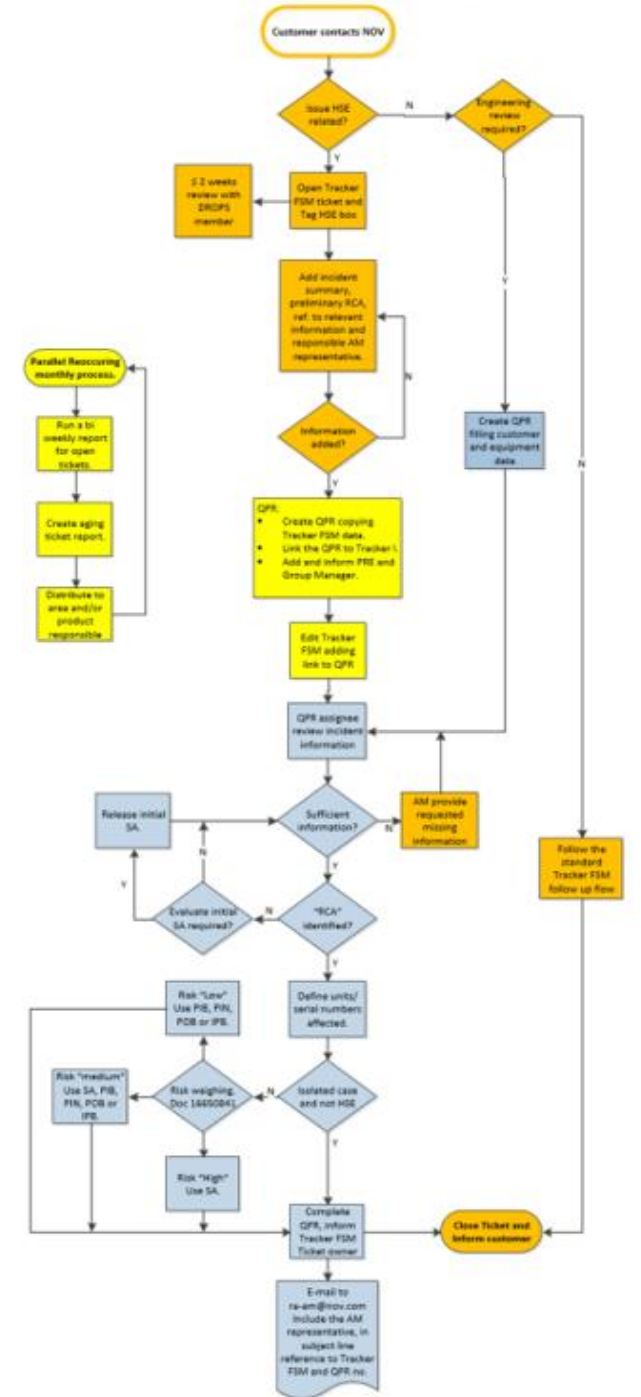 Customer contacts NOV
Issue HSE
related?
N
Engineering
review
required?
Y
≤ 2 weeks
review with
DROPS
member
Open Tracker
FSM ticket and
Tag HSE box
Add incident
summary,
preliminary RCA,
ref. to relevant
information and
responsible AM
representative.
Y
N
Parallel Reoccuring
monthly process.
Run a bi
weekly report
for open
tickets.
Information
added?
Create QPR
filling customer
and equipment
data
N
Y
QPR.
• Create QPR copying
Tracker FSM data.
• Link the QPR to Tracker I.
• Add and inform PRE and
Group Manager.
Create aging
ticket report.
Distribute to
area and/or
product
responsible
Edit Tracker
FSM adding
link to QPR
QPR assignee
review incident
information
Release initial
SA.
Sufficient
information?
N
AM provide
requested
missing
information
N
Y
Y
Evaluate initial
SA required?
N
"RCA"
identified?
Follow the
standard
Tracker FSM
follow up flow
Y
Risk "Low"
Use PIB, PIN,
POB or IPB.
Define units/
serial numbers
affected.
Risk "medium"
Use SA, PIB,
PIN, POB or
IPB.
Risk weighing,
Doc 16650841
N
Isolated case
and not HSE
Y
Risk "High"
Use SA.
Complete
QPR, inform
Tracker FSM
Ticket owner
Close Ticket and
Inform customer
E-mail to
ra-am@nov.com
Include the AM
representative, in
subject line
reference to Tracker
FSM and QPR no.